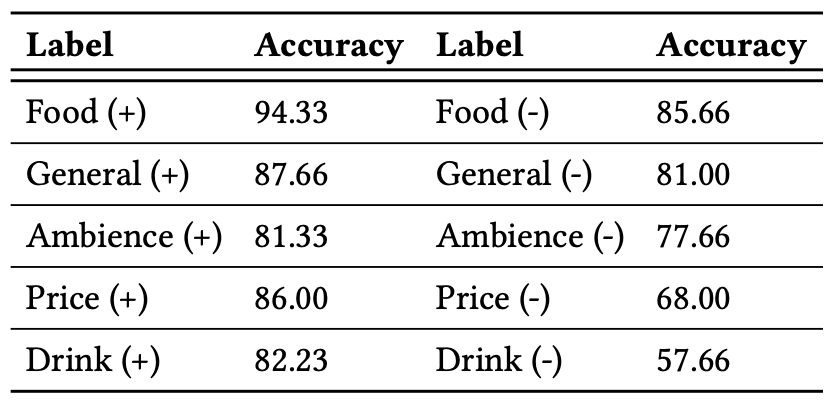 Label Accuracy Label Accuracy
Food (+) 94.33 Food (-) 85.66
General (+) 87.66 General (-) 81.00
Ambience (+) 81.33 Ambience (-) 77.66
Price (+) 86.00 Price (-) 68.00
Drink (+) 82.23 Drink (-) 57.66